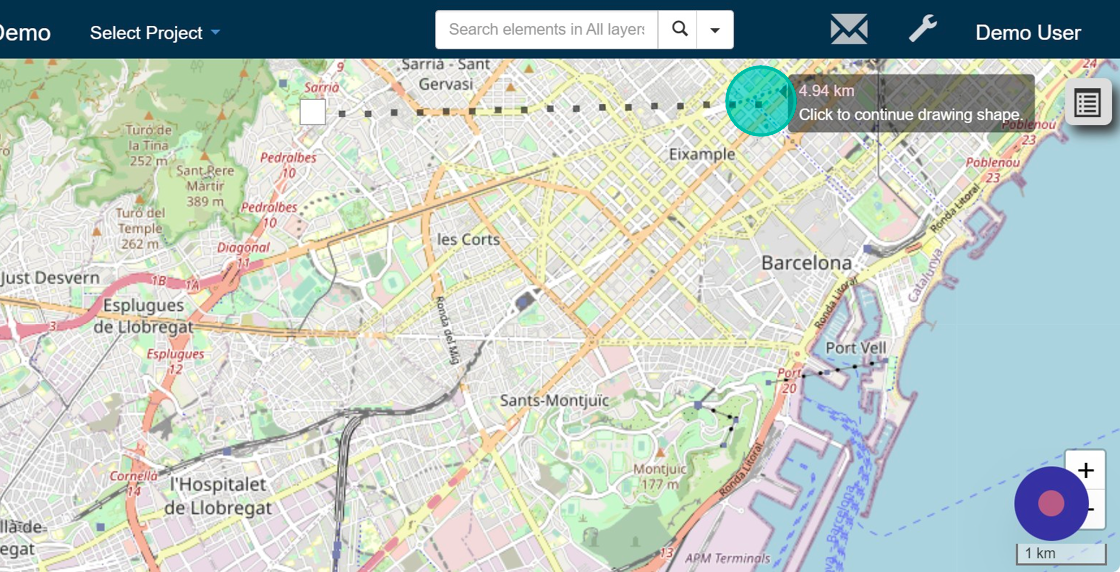 Demo
Select Project
Search elements in All layers
Demo User
4.94 km
Click to continue drawing shape.
24
9
Sarrià
Sarrià - Sant
Gervasi
Turó de
la Tina
252 m
Pedralbes
10
Sant Pere
Màrtir
389 m
Eixample
Poblenou
23
Poblenou
23
Pedralbes
10
Turó del
Temple
262 m
Diagonal
11
les Corts
Ronda Litoral
Barcelona
Catalunya
Just Desvern
1B
1A
Esplugues
de Llobregat
3
Ronda del Mig
Ronda Litoral
Port Vell
Esplugues
12
Port
20
Sants-Montjuïc
Montjuïc
177 m
Ronda Litoral
Cornellà
14
l'Hospitalet
de Llobregat
Barcelona
13
APM Terminals
+
-
1 km